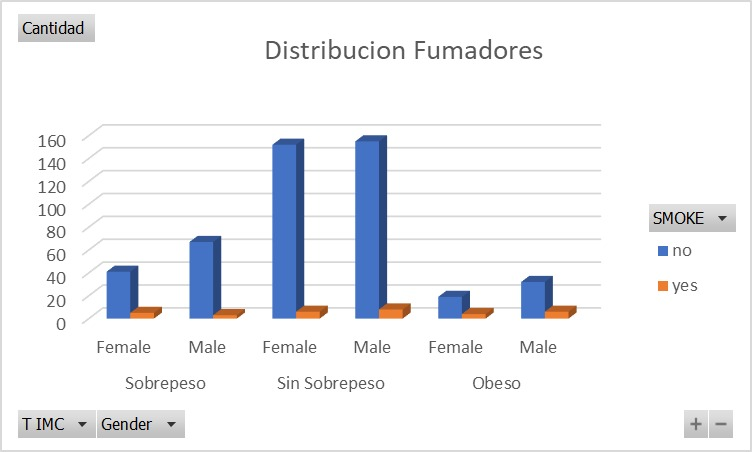 Cantidad
Distribucion Fumadores
160
140
120
100
80
60
40
20
0
Female Male Female Male Female Male
Sobrepeso Sin Sobrepeso Obeso
SMOKE
no
yes
T IMC Gender
+ −